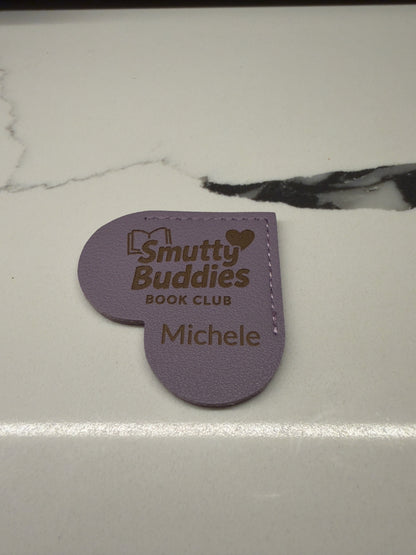 Smutty
Buddies
BOOK CLUB
Michele